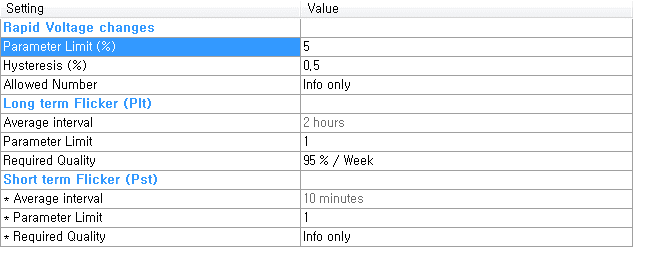 Setting Value
Rapid Voltage changes
Parameter Limit (%) 5
Hysteresis (%) 0,5
Allowed Number Info only
Long term Flicker (Plt)
Average interval 2 hours
Parameter Limit 1
Required Quality 95 % / Week
Short term Flicker (Pst)
* Average interval 10 minutes
* Parameter Limit 1
* Required Quality Info only